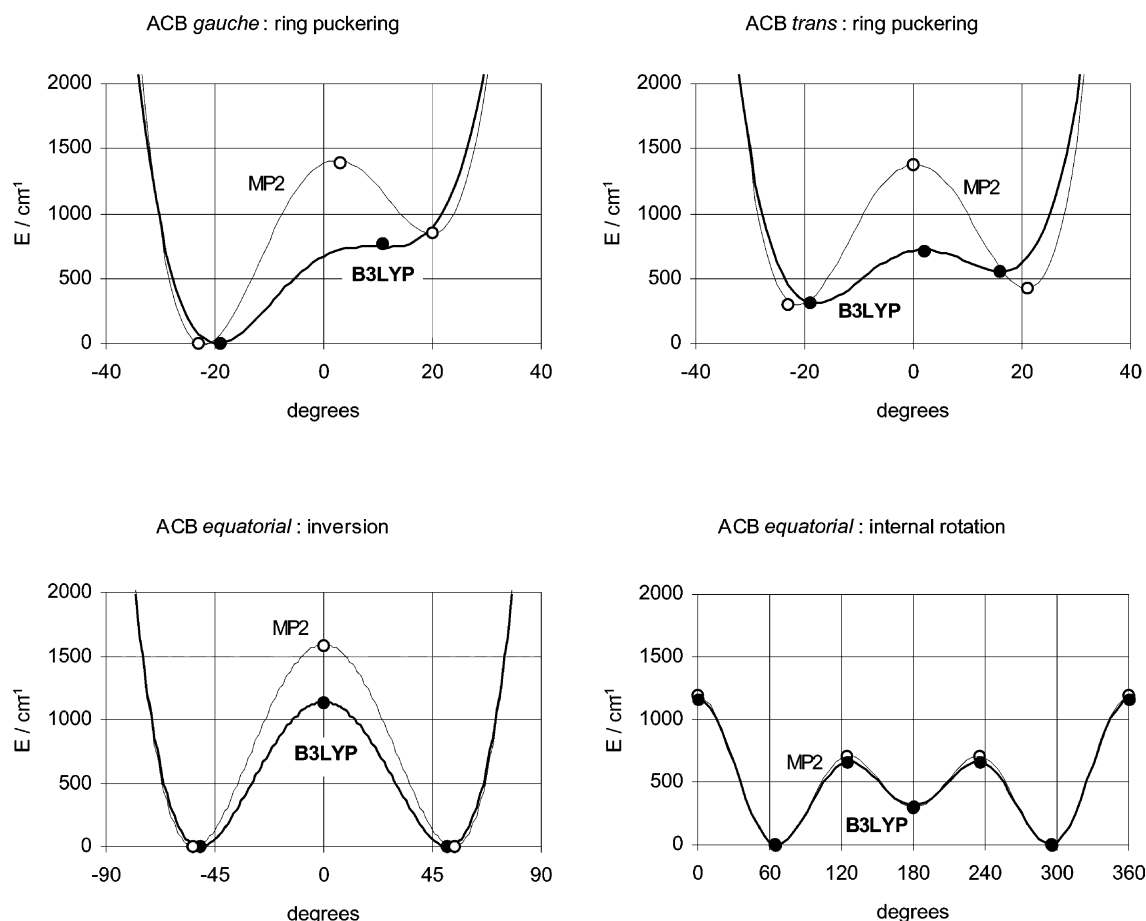 ACB gauche : ring puckering
2000
1500
1000
500
0
E / cm⁻¹
MP2
B3LYP
-40 -20 0 20 40
degrees
ACB trans : ring puckering
2000
1500
1000
500
0
E / cm⁻¹
MP2
B3LYP
-40 -20 0 20 40
degrees
ACB equatorial : inversion
2000
1500
1000
500
0
E / cm⁻¹
MP2
B3LYP
-90 -45 0 45 90
degrees
ACB equatorial : internal rotation
2000
1500
1000
500
0
E / cm⁻¹
MP2
B3LYP
0 60 120 180 240 300 360
degrees